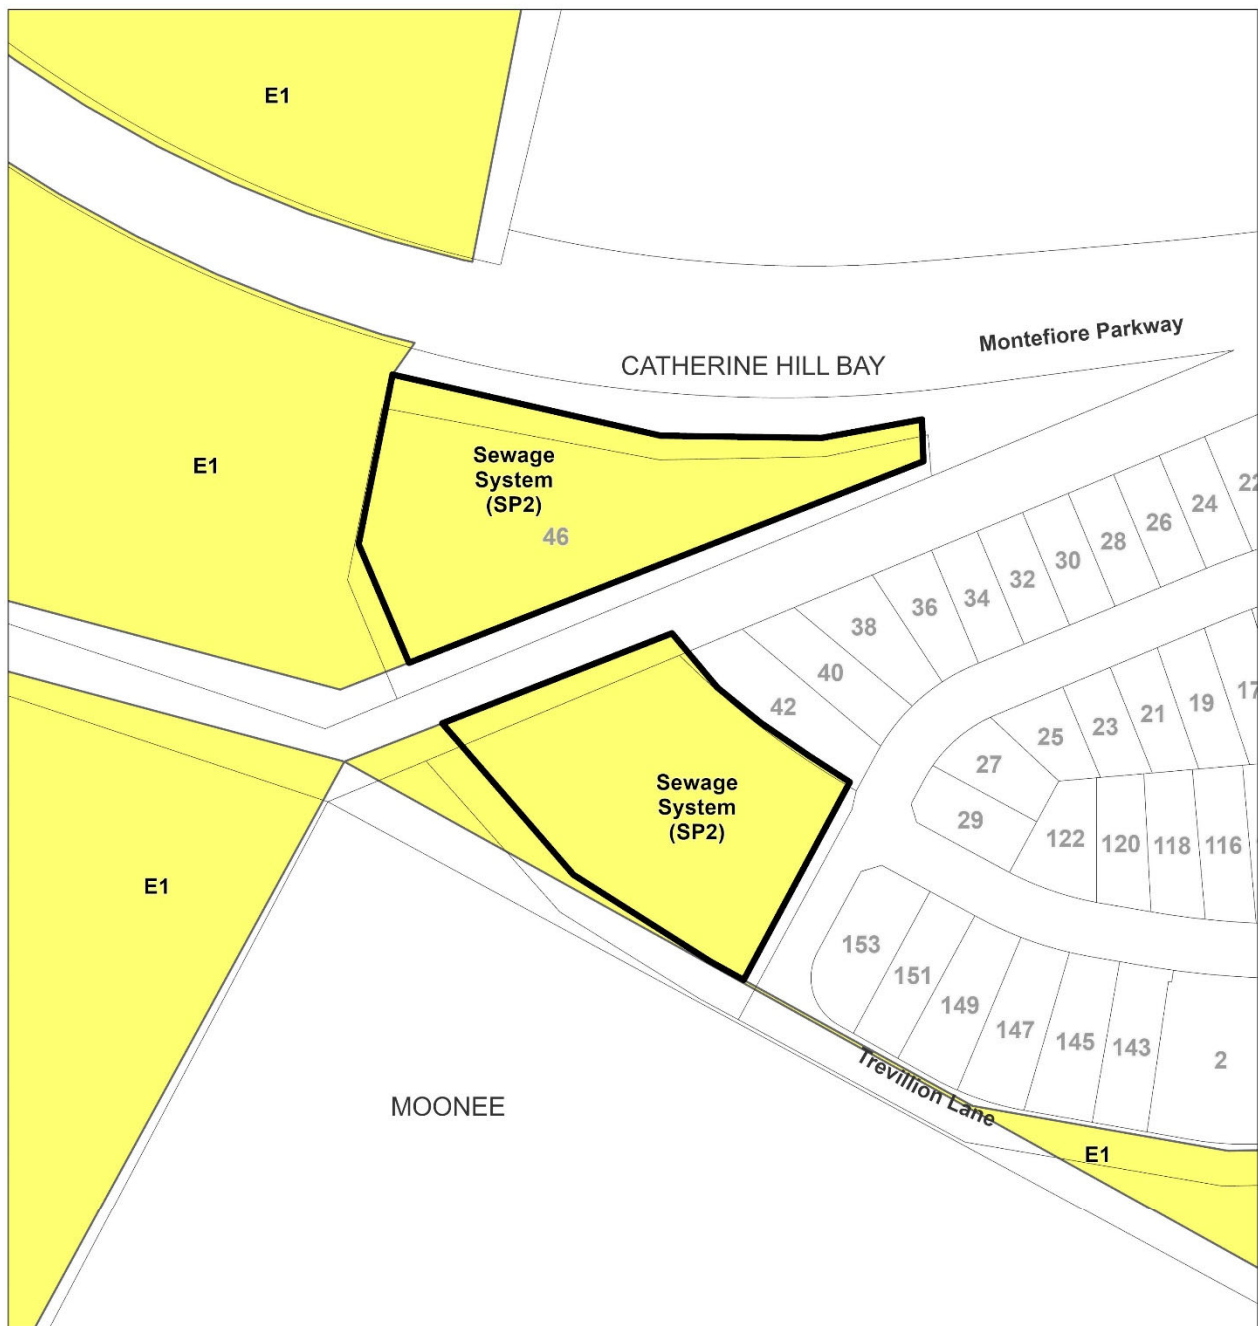 E1
Montefiore Parkway
CATHERINE HILL BAY
E1
Sewage
System
(SP2)
46
22
24
26
28
30
32
34
36
38
40
42
17
19
21
23
25
27
29
Sewage
System
(SP2)
122
120
118
116
E1
153
151
149
147
145
143
2
Trevillion Lane
MOONEE
E1